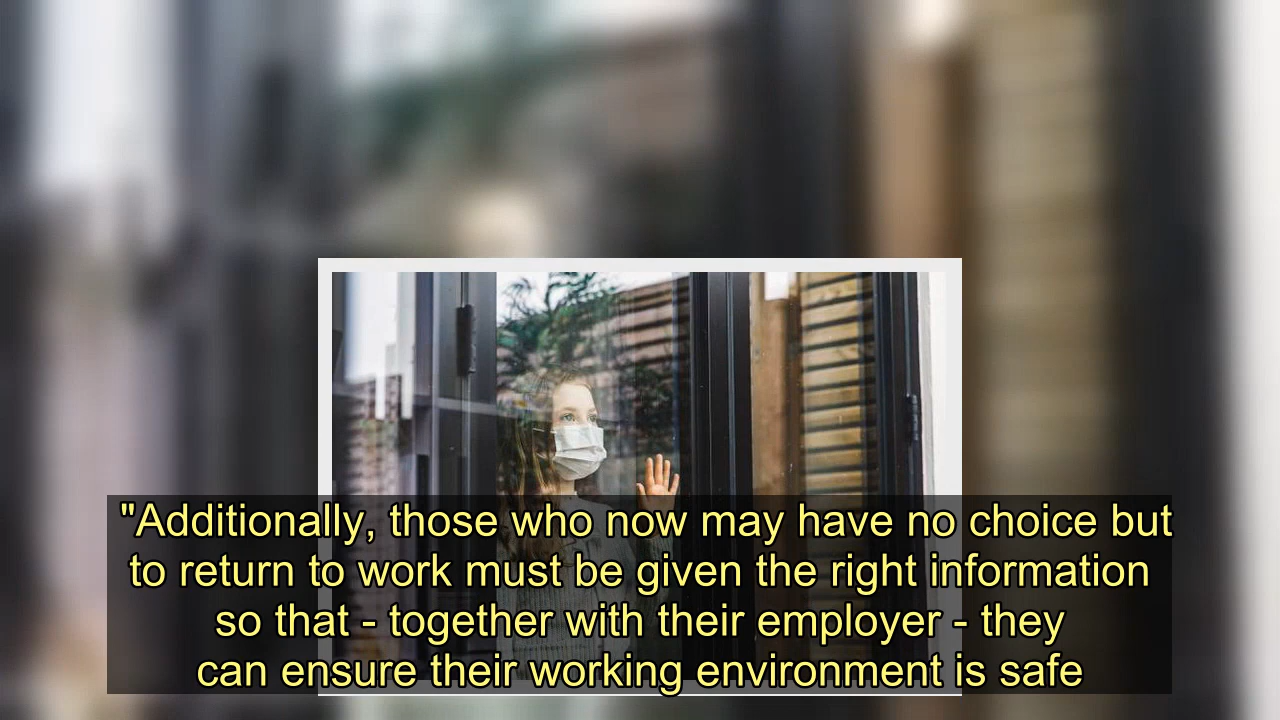 "Additionally, those who now may have no choice but
to return to work must be given the right information
so that - together with their employer - they
can ensure their working environment is safe